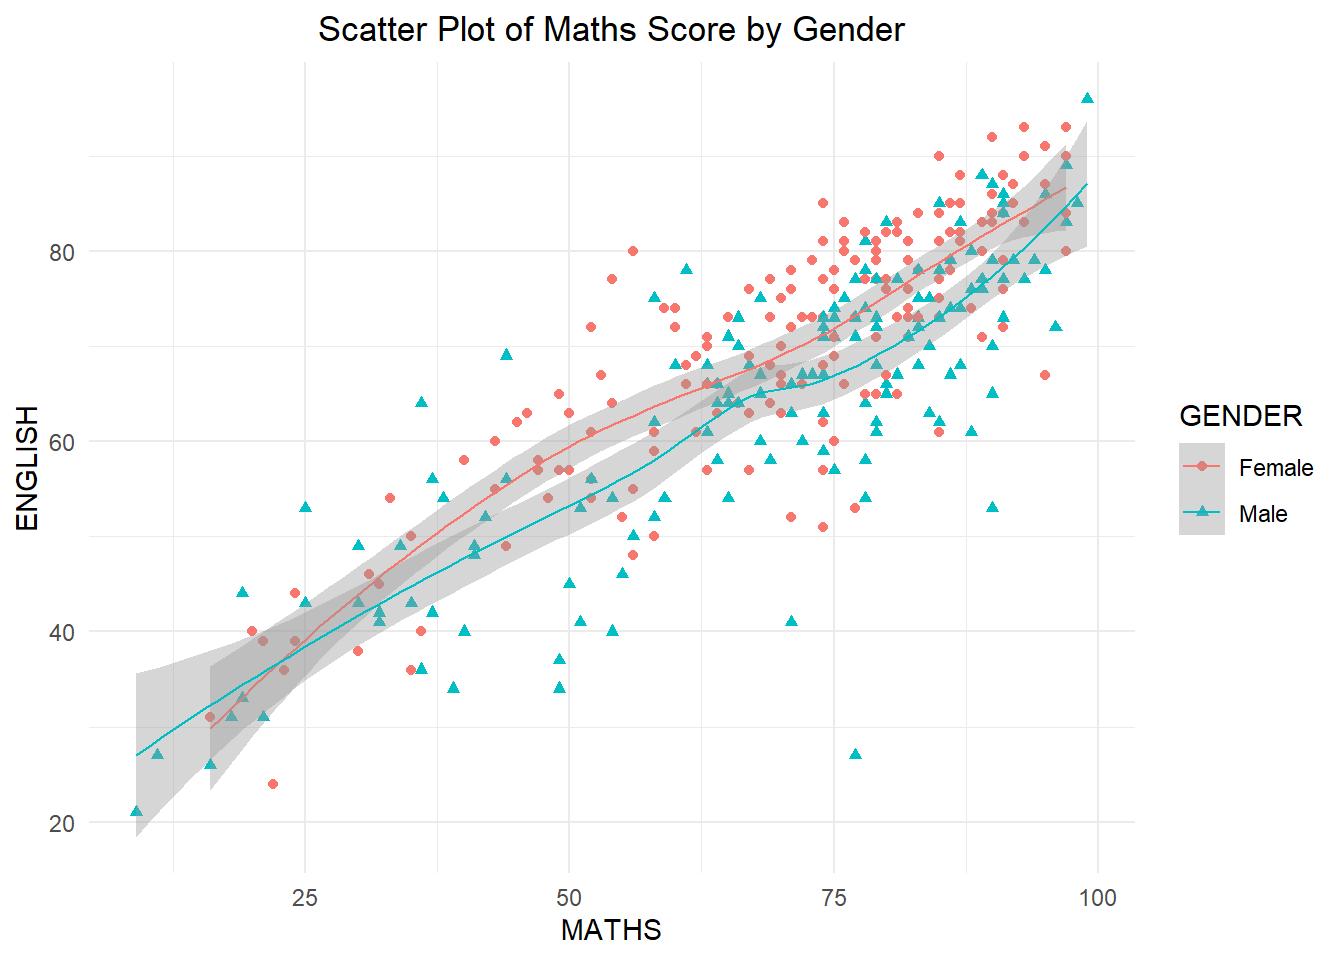 Scatter Plot of Maths Score by Gender
ENGLISH
80
60
40
20
25 50 75 100
MATHS
GENDER
Female
Male